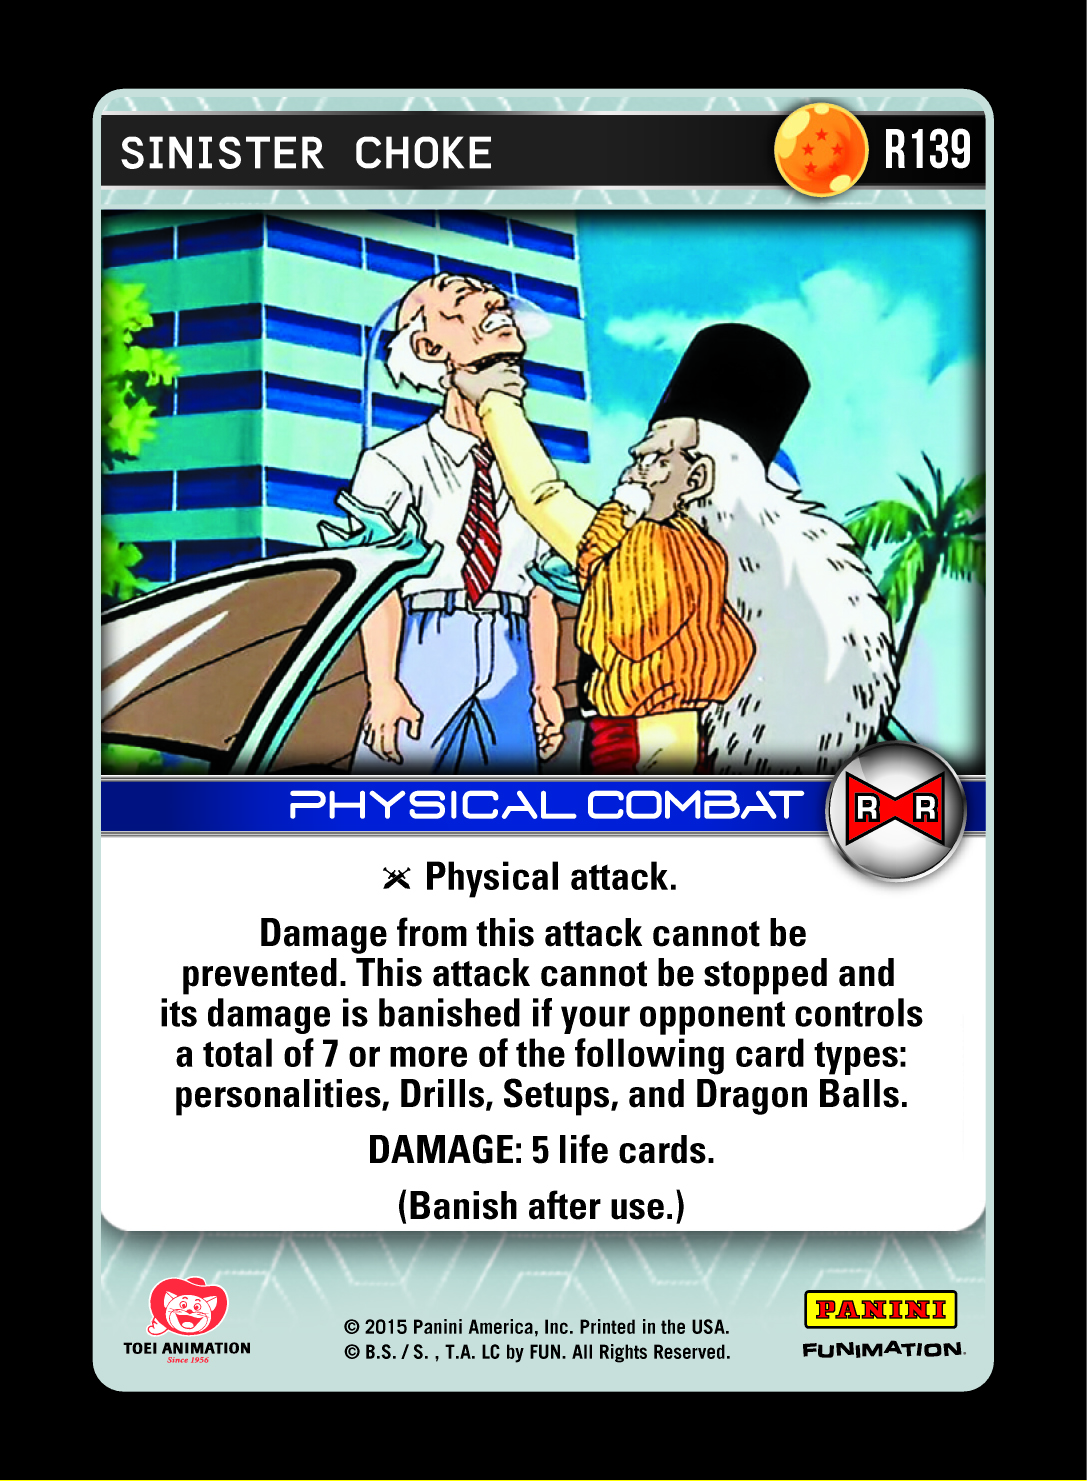 SINISTER CHOKE
R139
PHYSICAL COMBAT
R R
Physical attack.
Damage from this attack cannot be
prevented. This attack cannot be stopped and
its damage is banished if your opponent controls
a total of 7 or more of the following card types:
personalities, Drills, Setups, and Dragon Balls.
DAMAGE: 5 life cards.
(Banish after use.)
TOEI ANIMATION
Since 1956
© 2015 Panini America, Inc. Printed in the USA.
© B.S. / S. , T.A. LC by FUN. All Rights Reserved.
PANINI
FUNIMATION